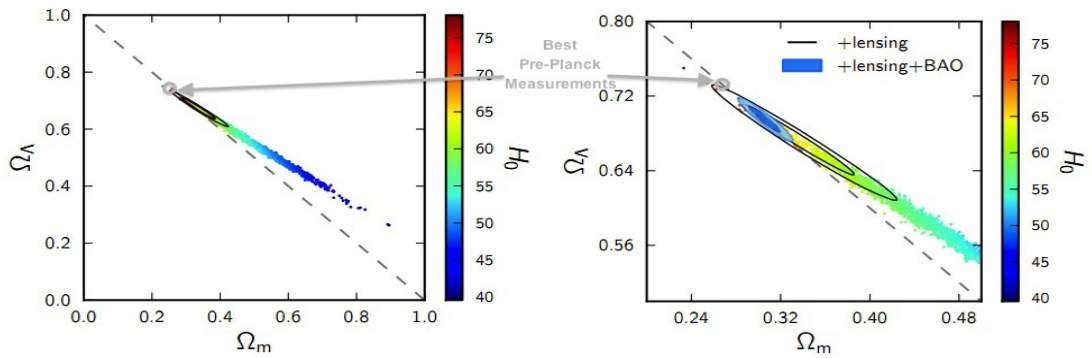 1.0
0.8
0.6
0.4
0.2
0.0
0.0 0.2 0.4 0.6 0.8 1.0
Ωm
ΩΛ
75
70
65
60
55
50
45
40
H0
Best
Pre-Planck
Measurements
0.80
0.72
0.64
0.56
0.24 0.32 0.40 0.48
Ωm
ΩΛ
+lensing
+lensing+BAO
75
70
65
60
55
50
45
40
H0